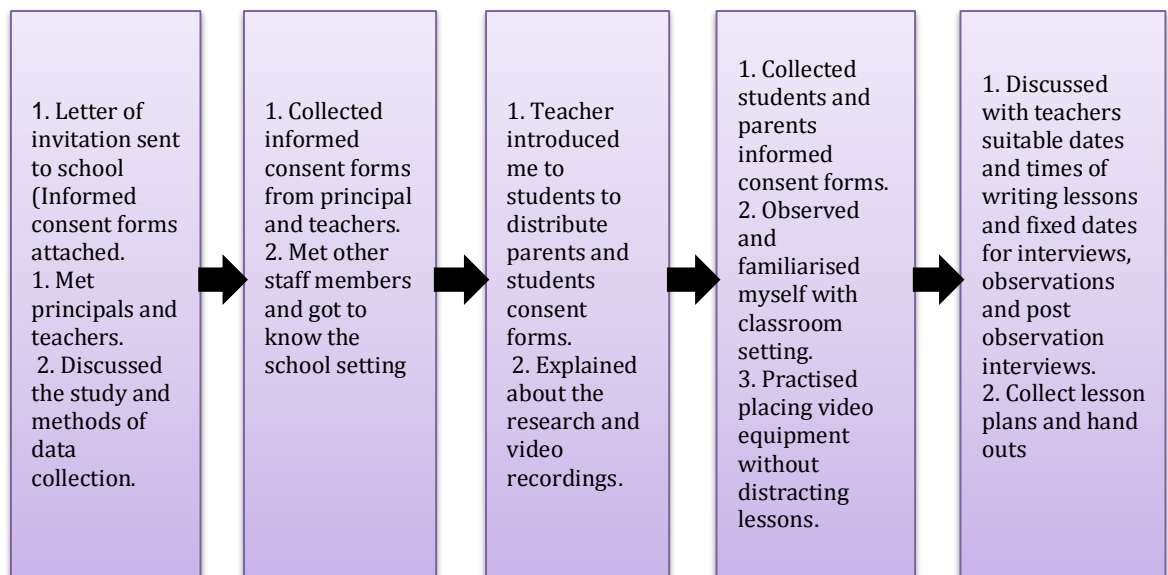 1. Letter of
invitation sent
to school
(Informed
consent forms
attached.
1. Met
principals and
teachers.
2. Discussed
the study and
methods of
data
collection.
1. Collected
informed
consent forms
from principal
and teachers.
2. Met other
staff members
and got to
know the
school setting
1. Teacher
introduced
me to
students to
distribute
parents and
students
consent
forms.
2. Explained
about the
research and
video
recordings.
1. Collected
students and
parents
informed
consent forms.
2. Observed
and
familiarised
myself with
classroom
setting.
3. Practised
placing video
equipment
without
distracting
lessons.
1. Discussed
with teachers
suitable dates
and times of
writing lessons
and fixed dates
for interviews,
observations
and post
observation
interviews.
2. Collect lesson
plans and hand
outs